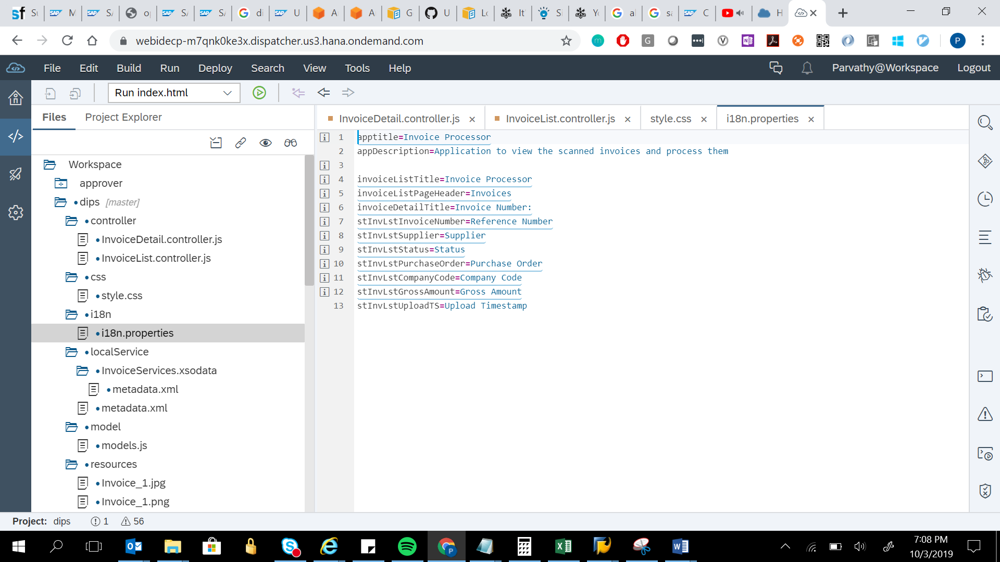 webidecp-m7qnk0ke3x.dispatcher.us3.hana.ondemand.com
File Edit Build Run Deploy Search View Tools Help
Parvathy@Workspace Logout
Run index.html
Files Project Explorer
InvoiceDetail.controller.js × InvoiceList.controller.js × style.css × i18n.properties ×
Workspace
approver
dips [master]
controller
InvoiceDetail.controller.js
InvoiceList.controller.js
css
style.css
i18n
i18n.properties
localService
InvoiceServices.xsodata
metadata.xml
metadata.xml
model
models.js
resources
Invoice_1.jpg
Invoice_1.png
1 apptitle=Invoice Processor
2 appDescription=Application to view the scanned invoices and process them
3
4 invoiceListTitle=Invoice Processor
5 invoiceListPageHeader=Invoices
6 invoiceDetailTitle=Invoice Number:
7 stInvLstInvoiceNumber=Reference Number
8 stInvLstSupplier=Supplier
9 stInvLstStatus=Status
10 stInvLstPurchaseOrder=Purchase Order
11 stInvLstCompanyCode=Company Code
12 stInvLstGrossAmount=Gross Amount
13 stInvLstUploadTS=Upload Timestamp
Project: dips 1 56
7:08 PM
10/3/2019